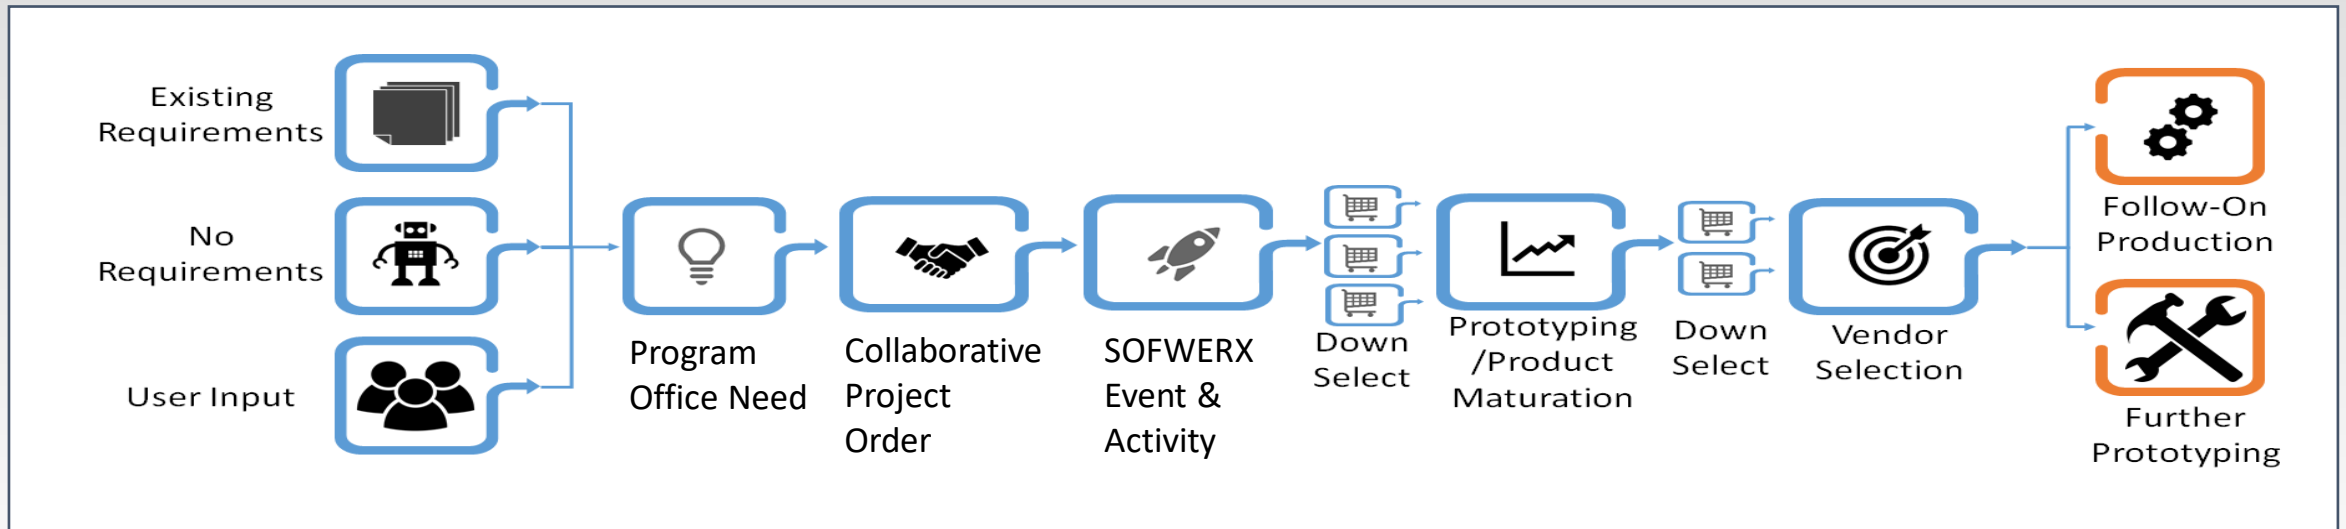 Existing
Requirements
No
Requirements
User Input
Program
Office Need
Collaborative
Project
Order
SOFWERX
Event &
Activity
Down
Select
Prototyping
/Product
Maturation
Down
Select
Vendor
Selection
Follow-On
Production
Further
Prototyping